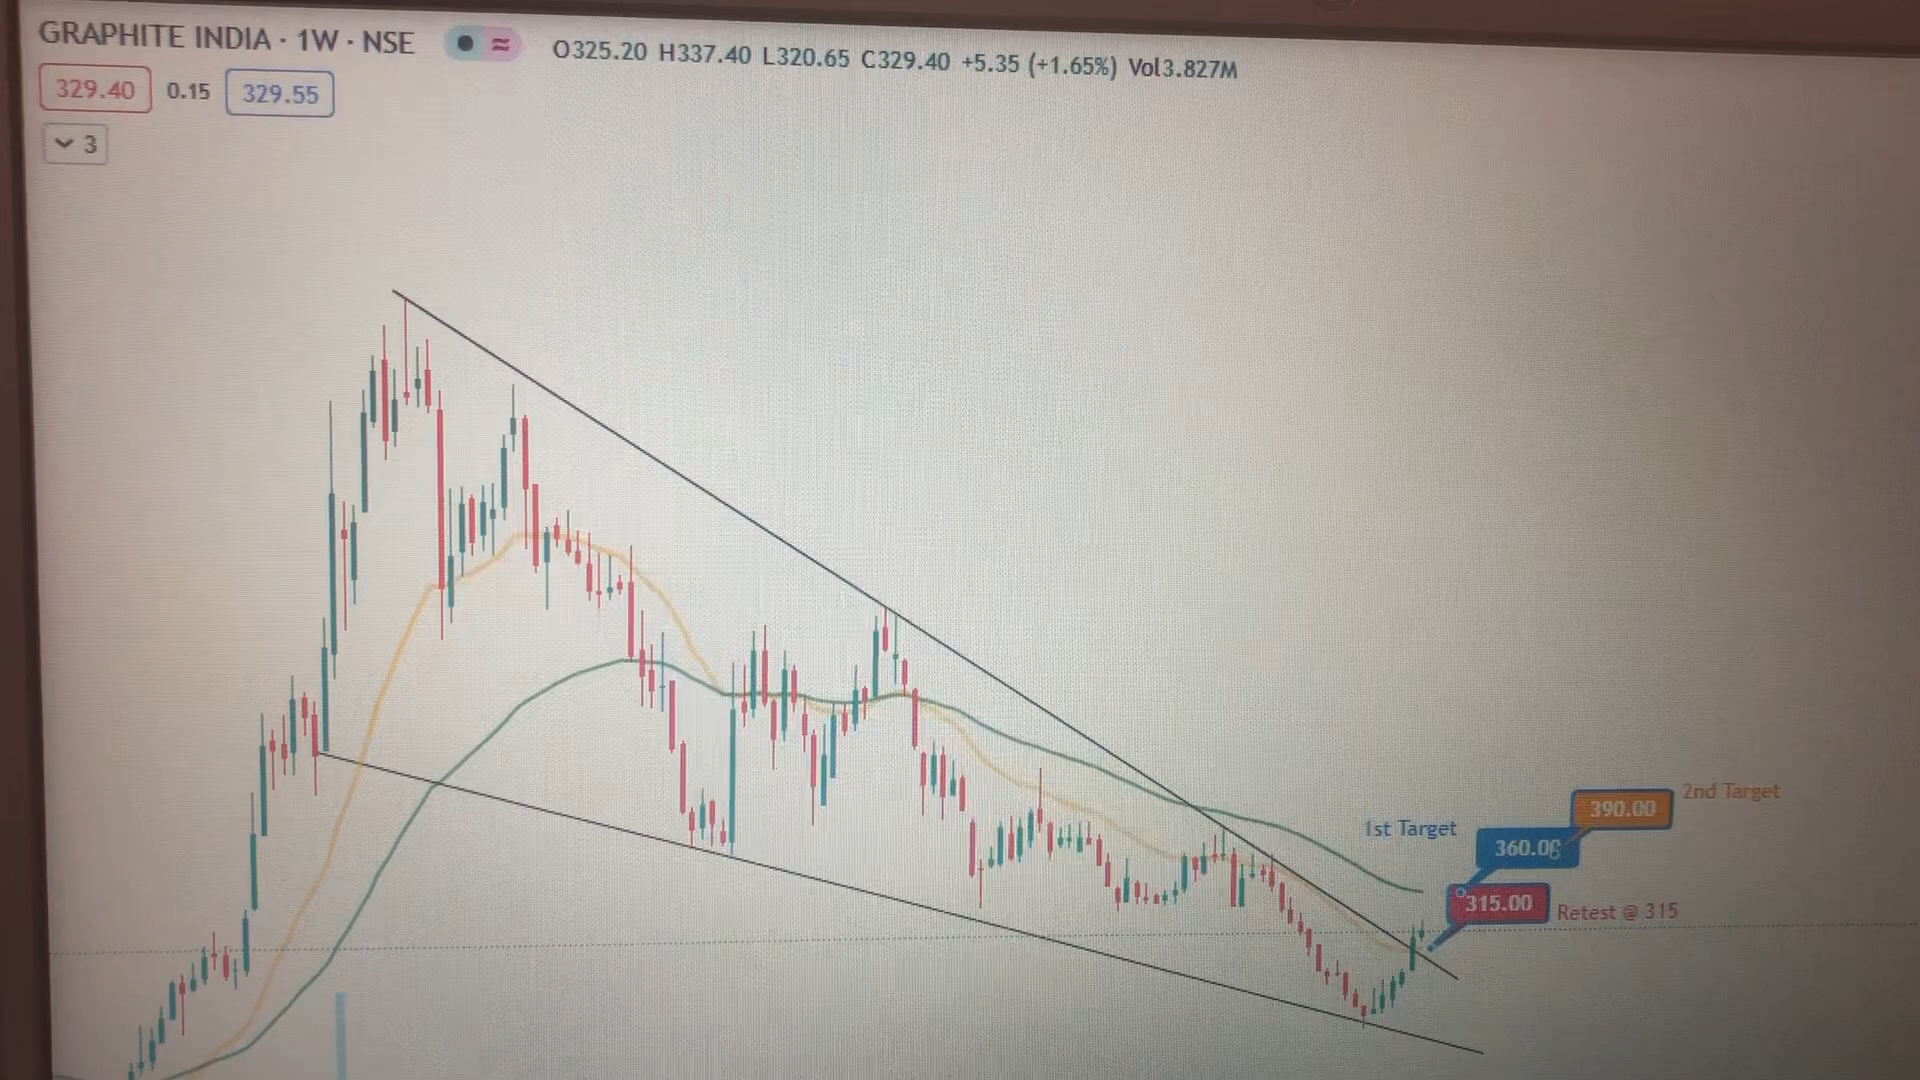 GRAPHITE INDIA · 1W · NSE
O325.20 H337.40 L320.65 C329.40 +5.35 (+1.65%) Vol3.827M
329.40 0.15 329.55
3
2nd Target
390.00
1st Target
360.06
315.00
Retest @ 315